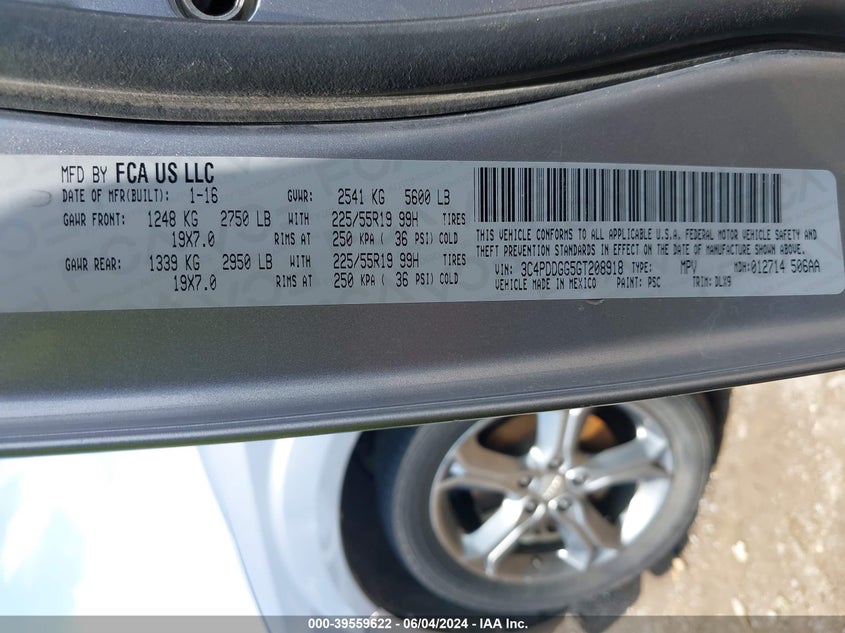 MFD BY FCA US LLC
DATE OF MFR(BUILT): 1-16 GVWR: 2541 KG 5600 LB
GAWR FRONT: 1248 KG 2750 LB WITH 225/55R19 99H TIRES
19X7.0 RIMS AT 250 KPA ( 36 PSI) COLD
GAWR REAR: 1339 KG 2950 LB WITH 225/55R19 99H TIRES
19X7.0 RIMS AT 250 KPA ( 36 PSI) COLD
THIS VEHICLE CONFORMS TO ALL APPLICABLE U.S.A. FEDERAL MOTOR VEHICLE SAFETY AND
THEFT PREVENTION STANDARDS IN EFFECT ON THE DATE OF MANUFACTURE SHOWN ABOVE.
VIN: 3C4PDDGG5GT208918 TYPE: MPV MDH: 012714 506AA
VEHICLE MADE IN MEXICO PAINT: PSC TRIM: DLX9
000-39559622 - 06/04/2024 - IAAI Inc.